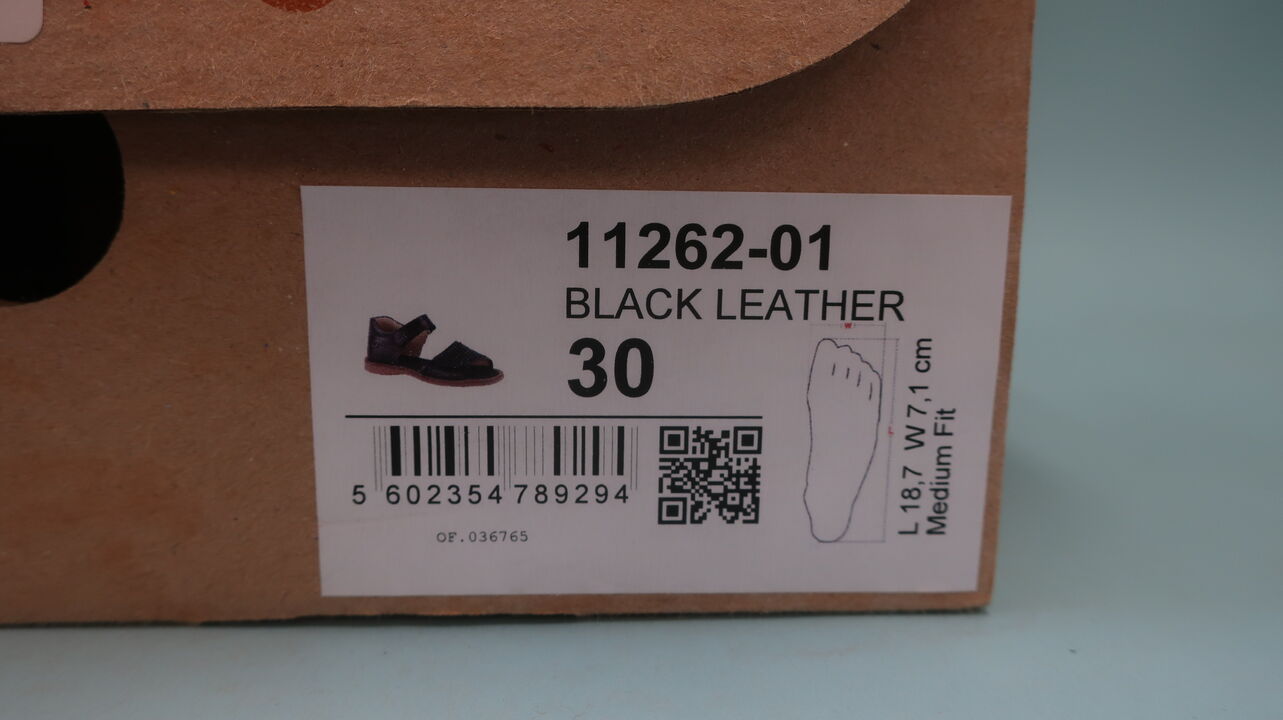 11262-01
BLACK LEATHER
30
W
5 602354 789294
OF.036765
L 18,7 W 7,1 cm
Medium Fit